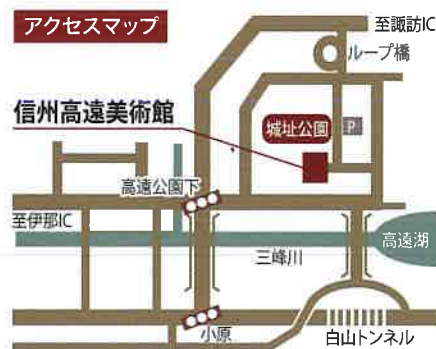 アクセスマップ
至諏訪IC
ループ橋
信州高遠美術館
城址公園
P
高遠公園下
至伊那IC
高遠湖
三峰川
小原
白山トンネル